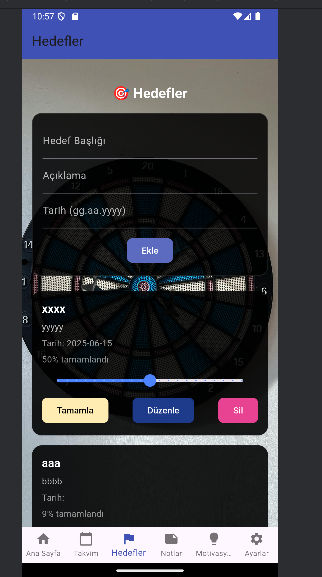 10:57
Hedefler
🎯 Hedefler
Hedef Başlığı
Açıklama
Tarih (gg.aa.yyyy)
Ekle
xxxx
yyyyy
Tarih: 2025-06-15
50% tamamlandı
Tamamla Düzenle Sil
aaa
bbbb
Tarih:
9% tamamlandı
Ana Sayfa Takvim Hedefler Notlar Motivasy... Ayarlar